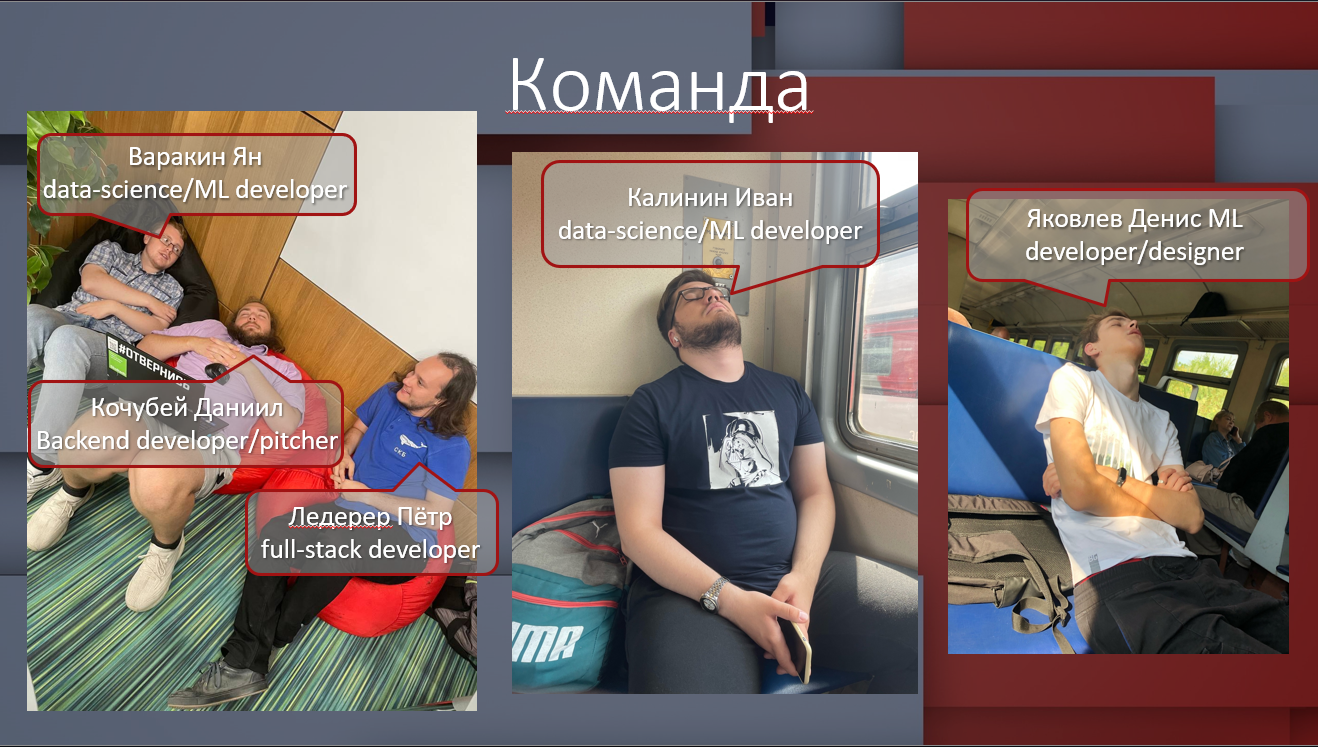 Команда
Варакин Ян
data-science/ML developer
#ОТВЕРНИСЬ
Кочубей Даниил
Backend developer/pitcher
СКБ
Ледерер Пётр
full-stack developer
Калинин Иван
data-science/ML developer
Яковлев Денис ML
developer/designer